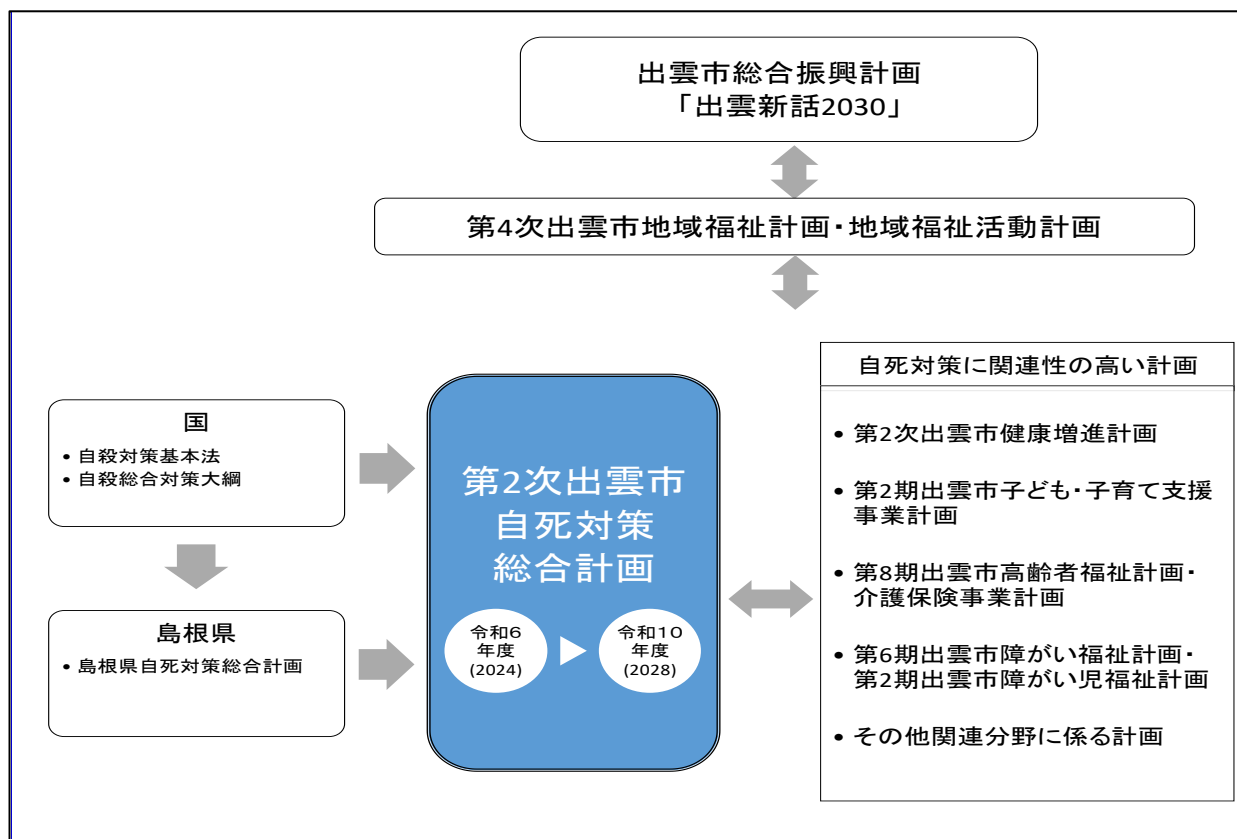 出雲市総合振興計画
「出雲新話2030」
第4次出雲市地域福祉計画・地域福祉活動計画
国
• 自殺対策基本法
• 自殺総合対策大綱
島根県
• 島根県自死対策総合計画
第2次出雲市
自死対策
総合計画
令和6
年度
(2024)
令和10
年度
(2028)
自死対策に関連性の高い計画
• 第2次出雲市健康増進計画
• 第2期出雲市子ども・子育て支援
事業計画
• 第8期出雲市高齢者福祉計画・
介護保険事業計画
• 第6期出雲市障がい福祉計画・
第2期出雲市障がい児福祉計画
• その他関連分野に係る計画